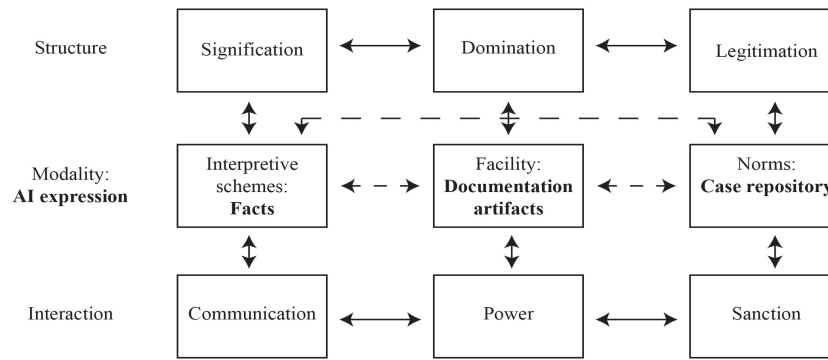 Structure
Signification
Domination
Legitimation
Modality:
AI expression
Interpretive
schemes:
Facts
Facility:
Documentation
artifacts
Norms:
Case repository
Interaction
Communication
Power
Sanction